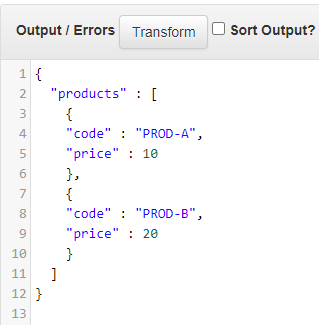 Output / Errors Transform Sort Output?
1 {
2 "products" : [
3 {
4 "code" : "PROD-A",
5 "price" : 10
6 },
7 {
8 "code" : "PROD-B",
9 "price" : 20
10 }
11 ]
12 }
13